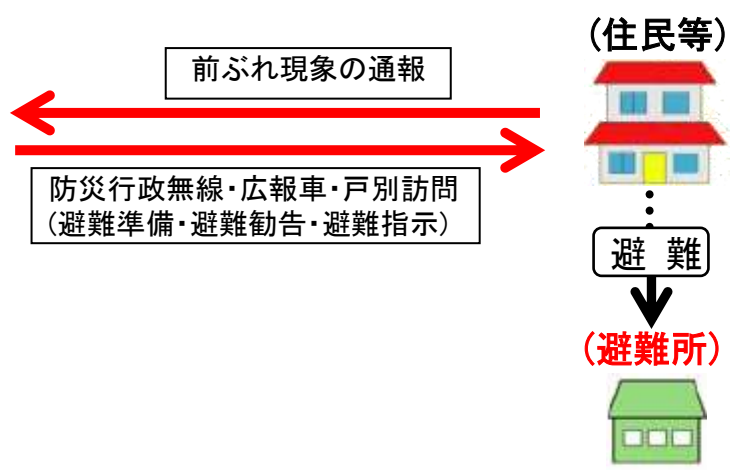 (住民等)
前ぶれ現象の通報
防災行政無線・広報車・戸別訪問
(避難準備・避難勧告・避難指示)
避 難
(避難所)